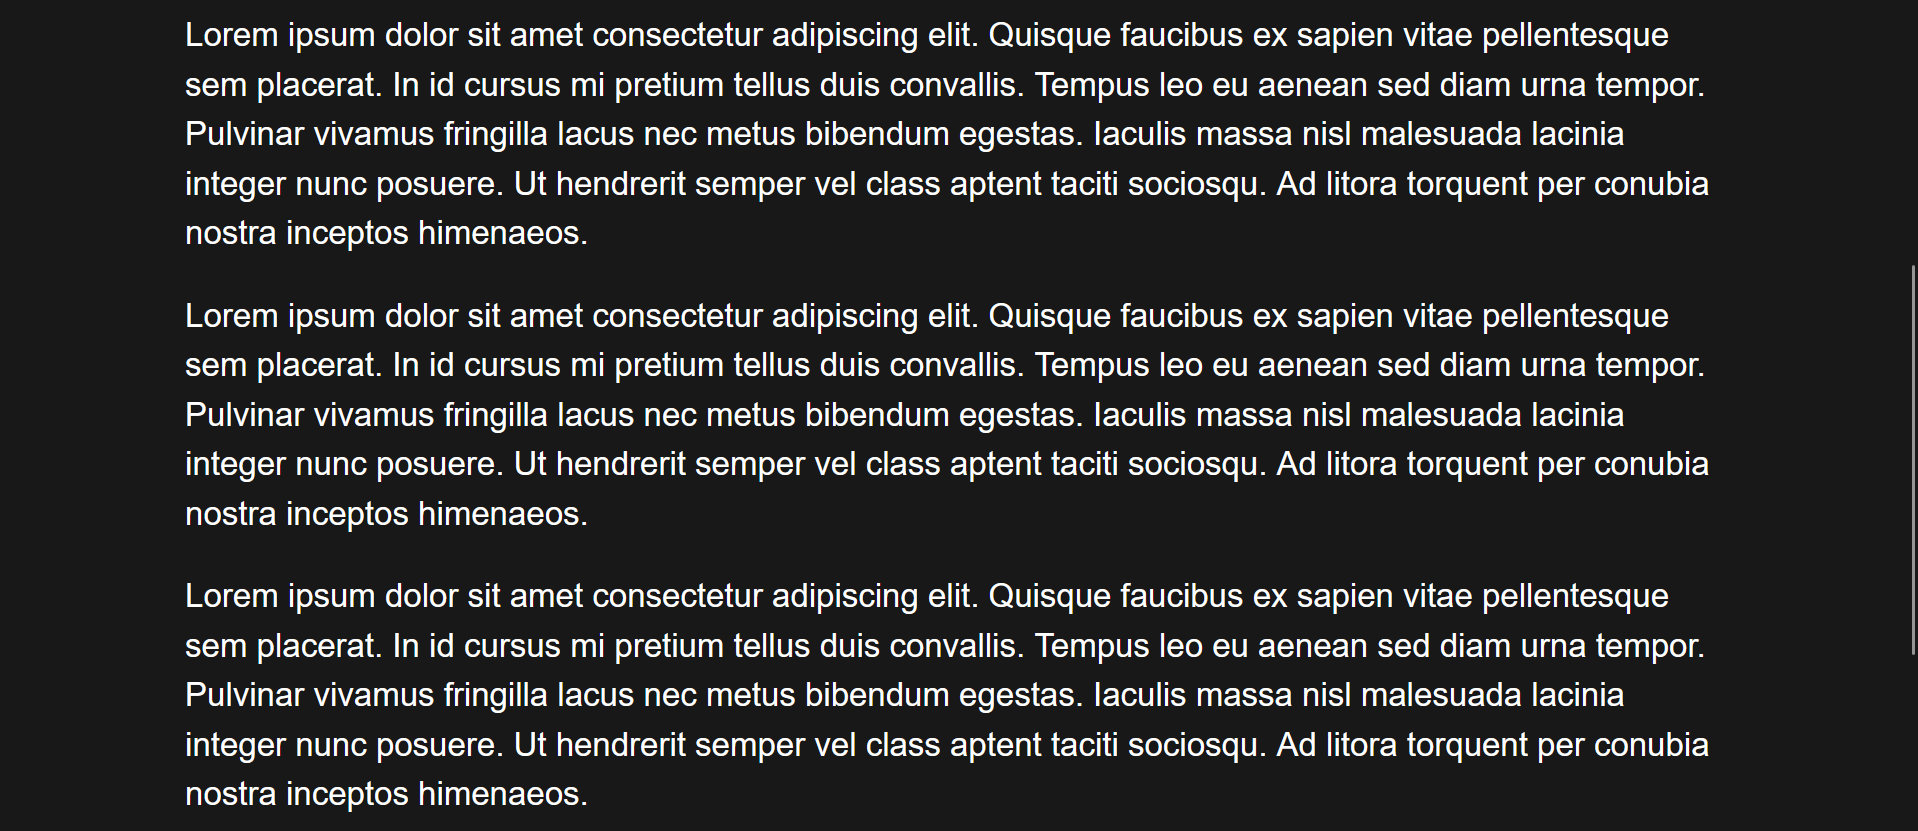 Lorem ipsum dolor sit amet consectetur adipiscing elit. Quisque faucibus ex sapien vitae pellentesque
sem placerat. In id cursus mi pretium tellus duis convallis. Tempus leo eu aenean sed diam urna tempor.
Pulvinar vivamus fringilla lacus nec metus bibendum egestas. Iaculis massa nisl malesuada lacinia
integer nunc posuere. Ut hendrerit semper vel class aptent taciti sociosqu. Ad litora torquent per conubia
nostra inceptos himenaeos.
Lorem ipsum dolor sit amet consectetur adipiscing elit. Quisque faucibus ex sapien vitae pellentesque
sem placerat. In id cursus mi pretium tellus duis convallis. Tempus leo eu aenean sed diam urna tempor.
Pulvinar vivamus fringilla lacus nec metus bibendum egestas. Iaculis massa nisl malesuada lacinia
integer nunc posuere. Ut hendrerit semper vel class aptent taciti sociosqu. Ad litora torquent per conubia
nostra inceptos himenaeos.
Lorem ipsum dolor sit amet consectetur adipiscing elit. Quisque faucibus ex sapien vitae pellentesque
sem placerat. In id cursus mi pretium tellus duis convallis. Tempus leo eu aenean sed diam urna tempor.
Pulvinar vivamus fringilla lacus nec metus bibendum egestas. Iaculis massa nisl malesuada lacinia
integer nunc posuere. Ut hendrerit semper vel class aptent taciti sociosqu. Ad litora torquent per conubia
nostra inceptos himenaeos.